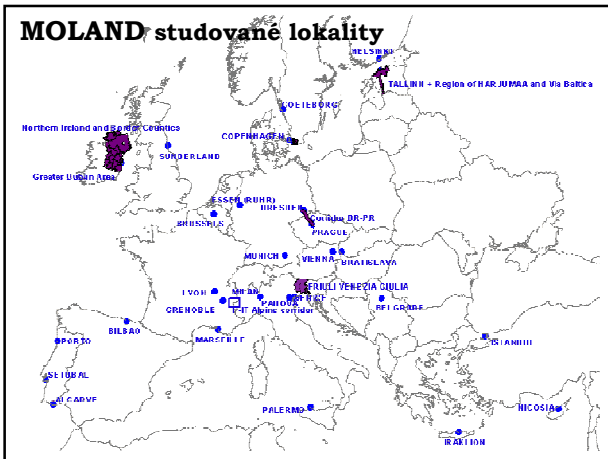 MOLAND studované lokality
HELSINKI
TALLINN + Region of HARJUMAA and Via Baltica
GOETEBORG
Northern Ireland and Border Counties
COPENHAGEN
SUNDERLAND
Greater Dublin Area
ESSEN (RUHR)
DRESDEN
BRUSSELS
Corridor DR-PR
PRAGUE
MUNICH
VIENNA
BRATISLAVA
FRIULI VENEZIA GIULIA
LYON
MILAN
VENICE
PADOVA
GRENOBLE
F-IT Alpine corridor
BELGRADE
BILBAO
MARSEILLE
PORTO
ISTANBUL
SETUBAL
ALGARVE
PALERMO
NICOSIA
IRAKLION